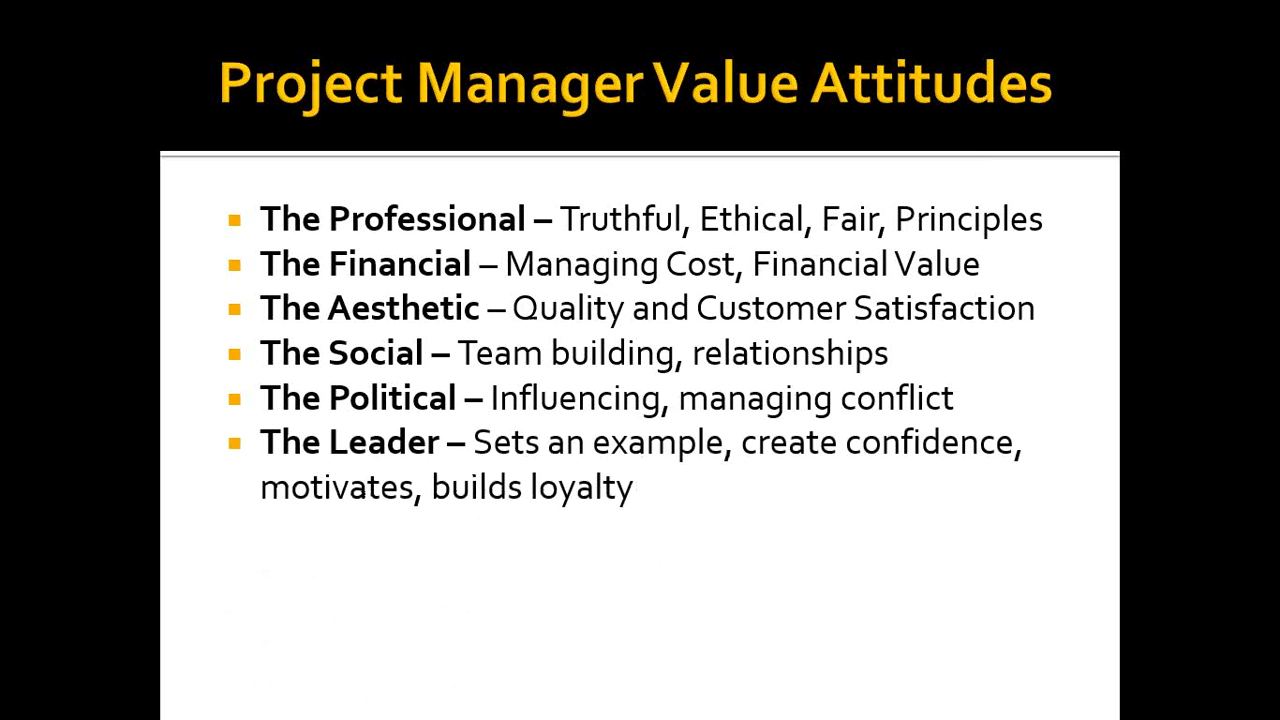 Project Manager Value Attitudes
The Professional – Truthful, Ethical, Fair, Principles
The Financial – Managing Cost, Financial Value
The Aesthetic – Quality and Customer Satisfaction
The Social – Team building, relationships
The Political – Influencing, managing conflict
The Leader – Sets an example, create confidence,
motivates, builds loyalty